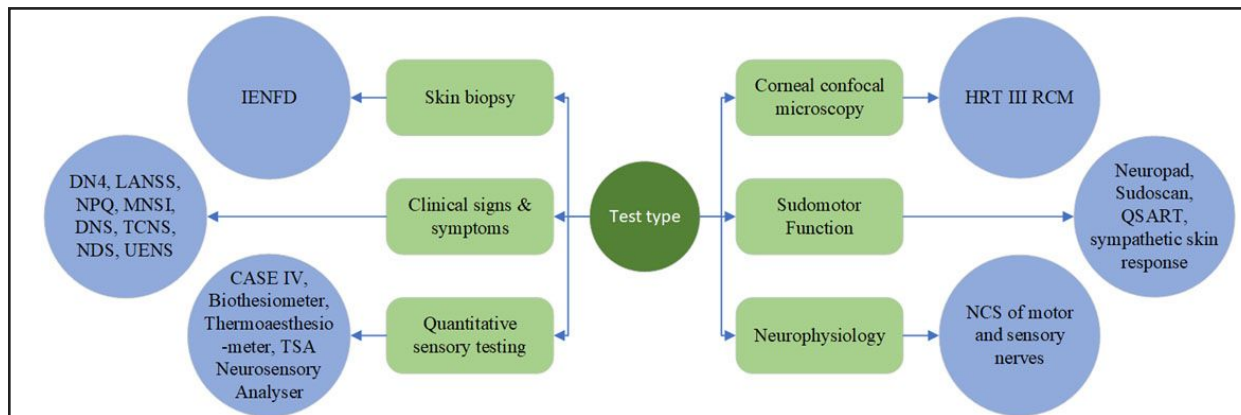 IENFD
Skin biopsy
DN4, LANSS,
NPQ, MNSI,
DNS, TCNS,
NDS, UENS
Clinical signs &
symptoms
CASE IV,
Biothesiometer,
Thermoaesthesio
-meter, TSA
Neurosensory
Analyser
Quantitative
sensory testing
Test type
Corneal confocal
microscopy
HRT III RCM
Sudomotor
Function
Neuropad,
Sudoscan,
QSART,
sympathetic skin
response
Neurophysiology
NCS of motor
and sensory
nerves